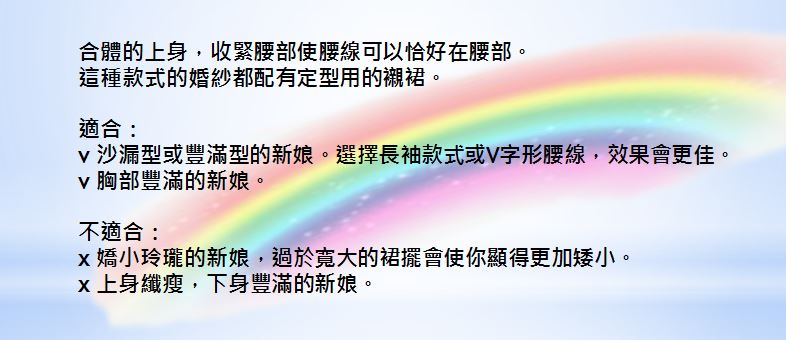 合體的上身，收緊腰部使腰線可以恰好在腰部。
這種款式的婚紗都配有定型用的襯裙。
適合：
v 沙漏型或豐滿型的新娘。選擇長袖款式或V字形腰線，效果會更佳。
v 胸部豐滿的新娘。
不適合：
x 嬌小玲瓏的新娘，過於寬大的裙擺會使你顯得更加矮小。
x 上身纖瘦，下身豐滿的新娘。